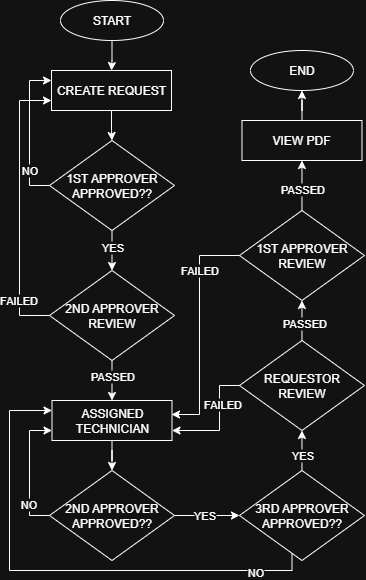 START
CREATE REQUEST
NO
1ST APPROVER
APPROVED??
YES
FAILED
2ND APPROVER
REVIEW
PASSED
ASSIGNED
TECHNICIAN
NO
2ND APPROVER
APPROVED??
YES
3RD APPROVER
APPROVED??
NO
YES
REQUESTOR
REVIEW
FAILED
PASSED
1ST APPROVER
REVIEW
FAILED
PASSED
VIEW PDF
END